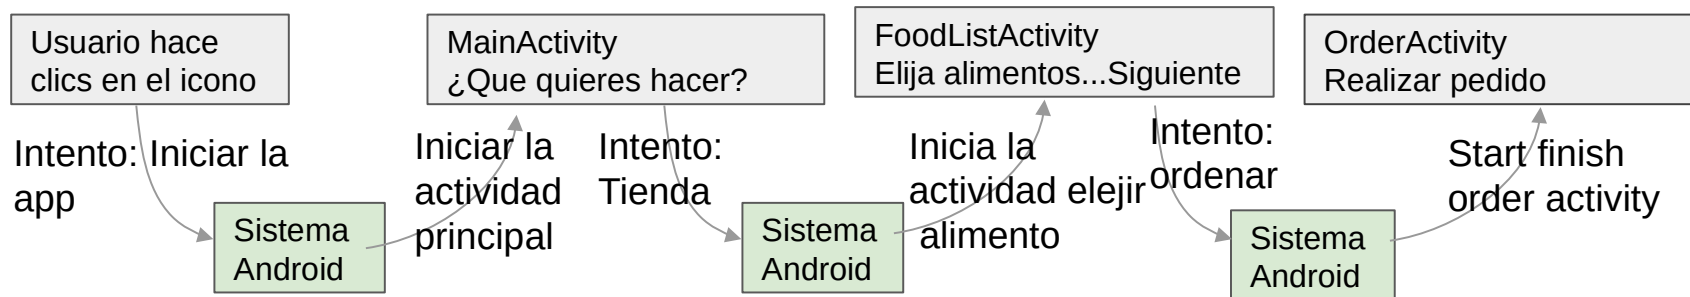 Usuario hace
clics en el icono
MainActivity
¿Que quieres hacer?
FoodListActivity
Elija alimentos...Siguiente
OrderActivity
Realizar pedido
Intento: Iniciar la
app
Iniciar la
actividad
principal
Intento:
Tienda
Inicia la
actividad elejir
alimento
Intento:
ordenar
Start finish
order activity
Sistema
Android
Sistema
Android
Sistema
Android